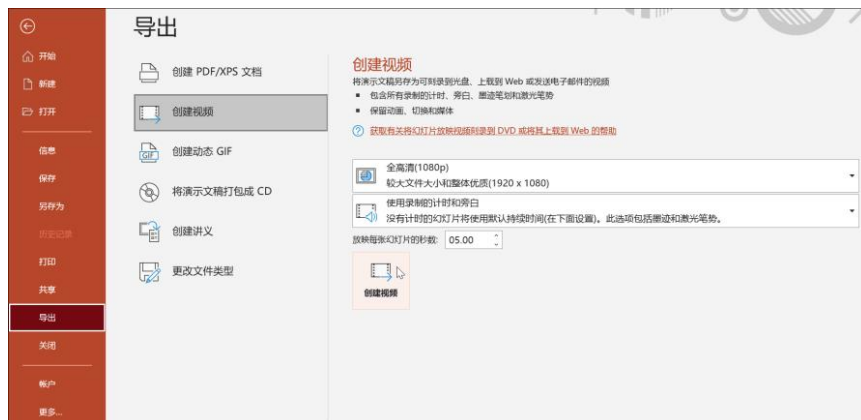 导出
开始
新建
打开
信息
保存
另存为
历史记录
打印
共享
导出
关闭
帐户
更多...
创建 PDF/XPS 文档
创建视频
创建动态 GIF
将演示文稿打包成 CD
创建讲义
更改文件类型
创建视频
将演示文稿另存为可刻录到光盘、上载到 Web 或发送电子邮件的视频
包含所有录制的计时、旁白、墨迹笔划和激光笔势
保留动画、切换和媒体
获取有关将幻灯片放映视频刻录到 DVD 或将其上载到 Web 的帮助
全高清(1080p)
较大文件大小和整体优质(1920 x 1080)
使用录制的计时和旁白
没有计时的幻灯片将使用默认持续时间(在下面设置)。此选项包括墨迹和激光笔势。
放映每张幻灯片的秒数: 05.00
创建视频